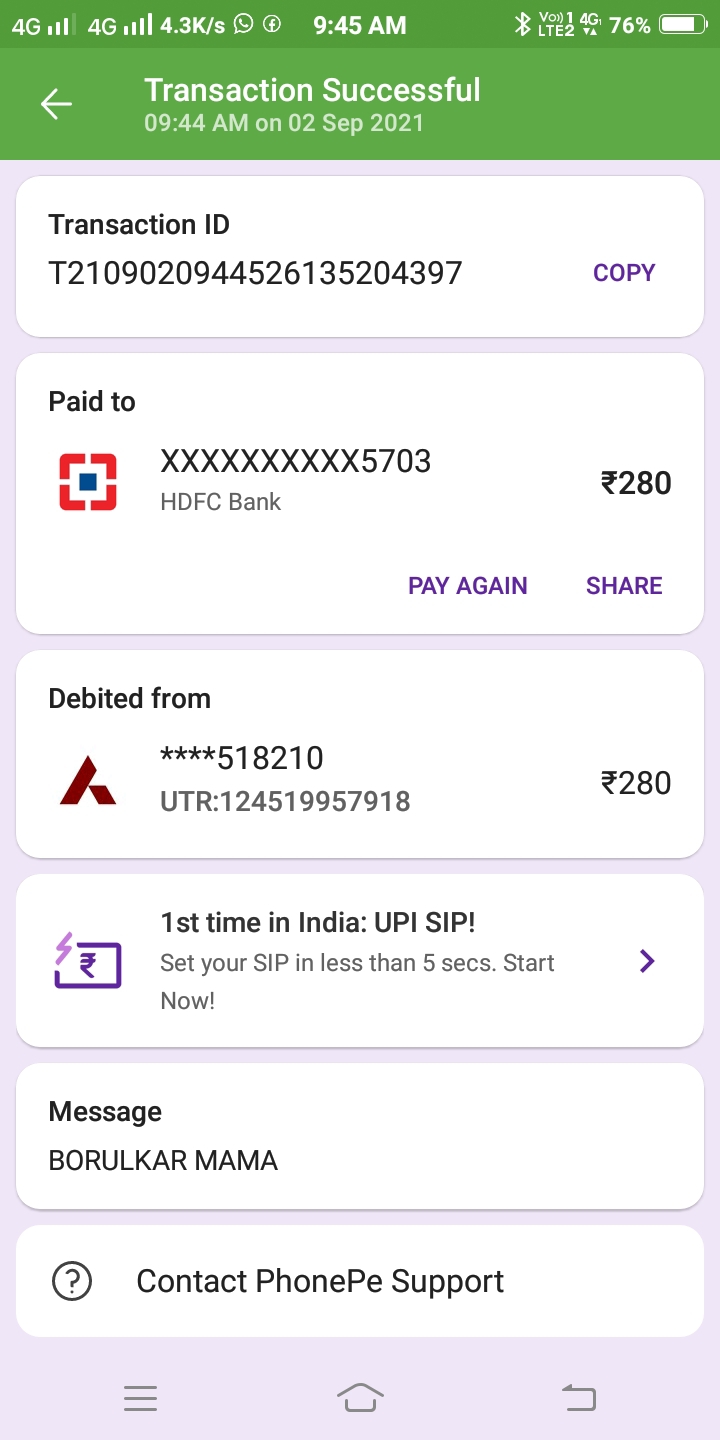 4G 4G 4.3K/s 9:45 AM Vo)) 1 LTE2 4G 76%
Transaction Successful
09:44 AM on 02 Sep 2021
Transaction ID
T2109020944526135204397 COPY
Paid to
XXXXXXXXXX5703
HDFC Bank
₹280
PAY AGAIN SHARE
Debited from
****518210
UTR:124519957918
₹280
1st time in India: UPI SIP!
Set your SIP in less than 5 secs. Start
Now!
Message
BORULKAR MAMA
Contact PhonePe Support